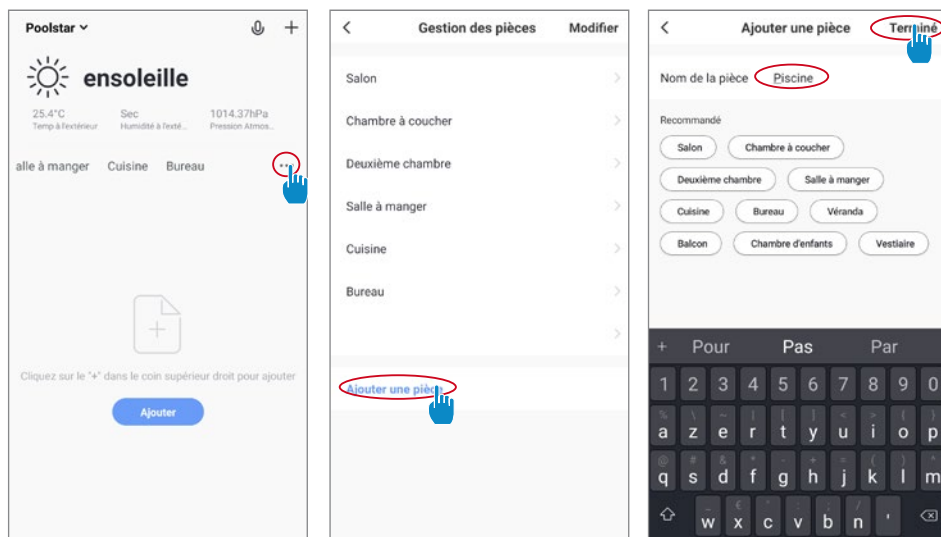 Poolstar
ensoleille
25.4°C Sec 1014.37hPa
Temp à l'extérieur Humidité à l'exté... Pression Atmos...
alle à manger Cuisine Bureau ...
Cliquez sur le "+" dans le coin supérieur droit pour ajouter
Ajouter
Gestion des pièces Modifier
Salon
Chambre à coucher
Deuxième chambre
Salle à manger
Cuisine
Bureau
Ajouter une pièce
Ajouter une pièce Terminé
Nom de la pièce Piscine
Recommandé
Salon Chambre à coucher
Deuxième chambre Salle à manger
Cuisine Bureau Véranda
Balcon Chambre d'enfants Vestiaire
+ Pour Pas Par
1 2 3 4 5 6 7 8 9 0
a z e r t y u i o p
q s d f g h j k l m
w x c v b n '